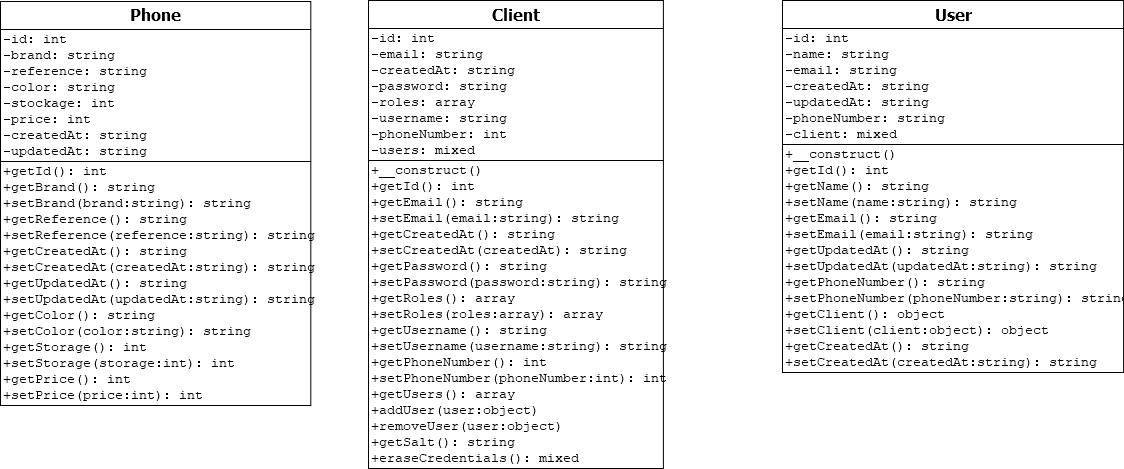 Phone
-id: int
-brand: string
-reference: string
-color: string
-stockage: int
-price: int
-createdAt: string
-updatedAt: string
+getId(): int
+getBrand(): string
+setBrand(brand:string): string
+getReference(): string
+setReference(reference:string): string
+getCreatedAt(): string
+setCreatedAt(createdAt:string): string
+getUpdatedAt(): string
+setUpdatedAt(updatedAt:string): string
+getColor(): string
+setColor(color:string): string
+getStorage(): int
+setStorage(storage:int): int
+getPrice(): int
+setPrice(price:int): int
Client
-id: int
-email: string
-createdAt: string
-password: string
-roles: array
-username: string
-phoneNumber: int
-users: mixed
+__construct()
+getId(): int
+getEmail(): string
+setEmail(email:string): string
+getCreatedAt(): string
+setCreatedAt(createdAt): string
+getPassword(): string
+setPassword(password:string): string
+getRoles(): array
+setRoles(roles:array): array
+getUsername(): string
+setUsername(username:string): string
+getPhoneNumber(): int
+setPhoneNumber(phoneNumber:int): int
+getUsers(): array
+addUser(user:object)
+removeUser(user:object)
+getSalt(): string
+eraseCredentials(): mixed
User
-id: int
-name: string
-email: string
-createdAt: string
-updatedAt: string
-phoneNumber: string
-client: mixed
+__construct()
+getId(): int
+getName(): string
+setName(name:string): string
+getEmail(): string
+setEmail(email:string): string
+getUpdatedAt(): string
+setUpdatedAt(updatedAt:string): string
+getPhoneNumber(): string
+setPhoneNumber(phoneNumber:string): string
+getClient(): object
+setClient(client:object): object
+getCreatedAt(): string
+setCreatedAt(createdAt:string): string